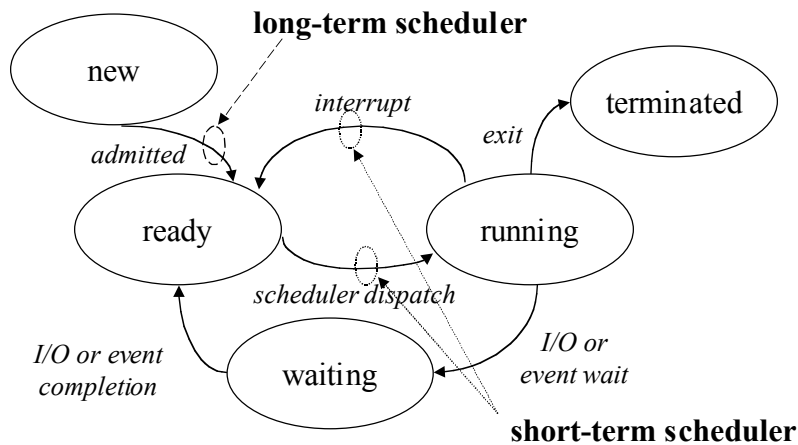 long-term scheduler
new
interrupt
terminated
exit
admitted
ready
running
scheduler dispatch
I/O or event
completion
waiting
I/O or
event wait
short-term scheduler